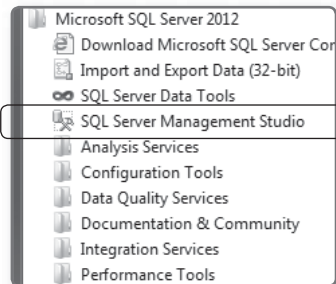 Microsoft SQL Server 2012
Download Microsoft SQL Server Cor
Import and Export Data (32-bit)
SQL Server Data Tools
SQL Server Management Studio
Analysis Services
Configuration Tools
Data Quality Services
Documentation & Community
Integration Services
Performance Tools